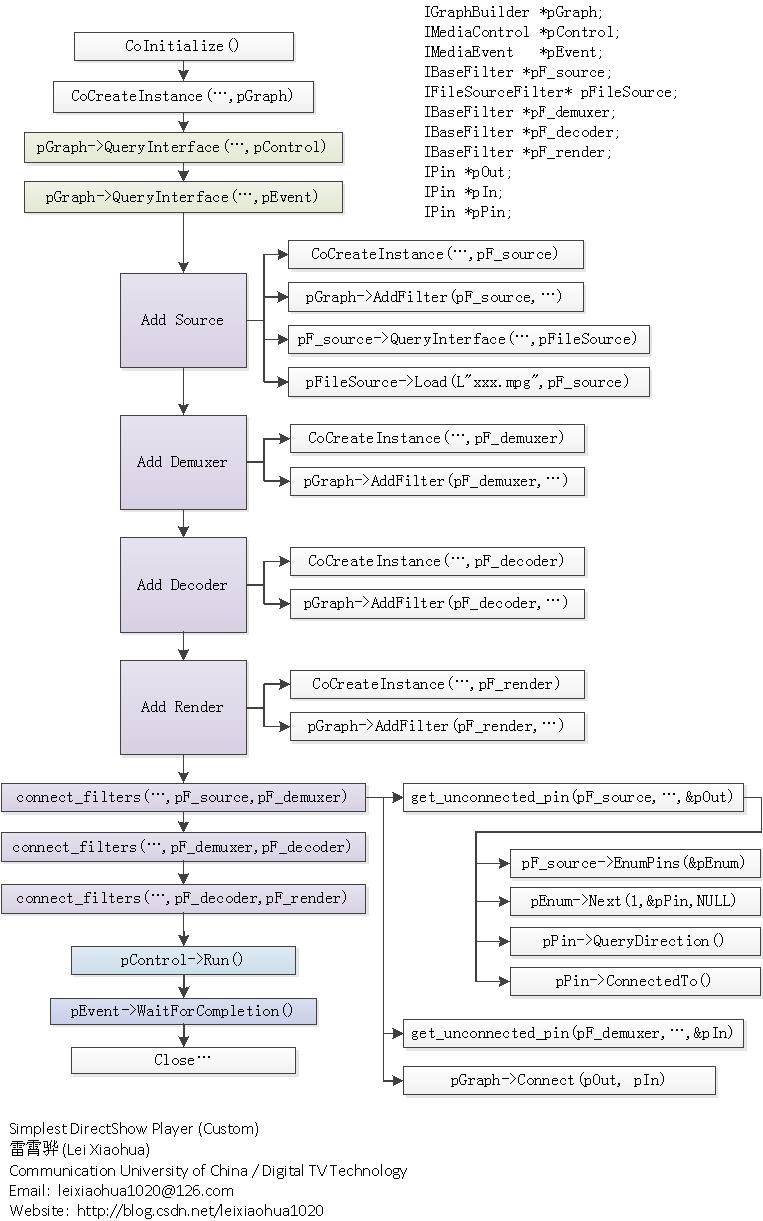 IGraphBuilder *pGraph;
IMediaControl *pControl;
IMediaEvent   *pEvent;
IBaseFilter *pF_source;
IFileSourceFilter* pFileSource;
IBaseFilter *pF_demuxer;
IBaseFilter *pF_decoder;
IBaseFilter *pF_render;
IPin *pOut;
IPin *pIn;
IPin *pPin;
CoInitialize()
CoCreateInstance(…,pGraph)
pGraph->QueryInterface(…,pControl)
pGraph->QueryInterface(…,pEvent)
Add Source
CoCreateInstance(…,pF_source)
pGraph->AddFilter(pF_source,…)
pF_source->QueryInterface(…,pFileSource)
pFileSource->Load(L"xxx.mpg",pF_source)
Add Demuxer
CoCreateInstance(…,pF_demuxer)
pGraph->AddFilter(pF_demuxer,…)
Add Decoder
CoCreateInstance(…,pF_decoder)
pGraph->AddFilter(pF_decoder,…)
Add Render
CoCreateInstance(…,pF_render)
pGraph->AddFilter(pF_render,…)
connect_filters(…,pF_source,pF_demuxer)
connect_filters(…,pF_demuxer,pF_decoder)
connect_filters(…,pF_decoder,pF_render)
pControl->Run()
pEvent->WaitForCompletion()
Close…
get_unconnected_pin(pF_source,…,&pOut)
pF_source->EnumPins(&pEnum)
pEnum->Next(1,&pPin,NULL)
pPin->QueryDirection()
pPin->ConnectedTo()
get_unconnected_pin(pF_demuxer,…,&pIn)
pGraph->Connect(pOut, pIn)
Simplest DirectShow Player (Custom)
雷霄骅 (Lei Xiaohua)
Communication University of China / Digital TV Technology
Email: leixiaohua1020@126.com
Website: http://blog.csdn.net/leixiaohua1020